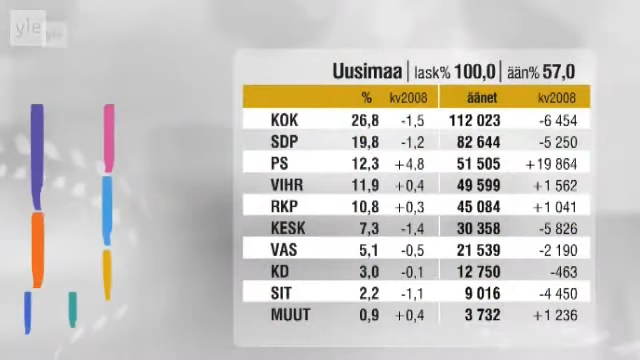 yle
Uusimaa | lask% 100,0 | ään% 57,0
% kv2008 äänet kv2008
KOK 26,8 -1,5 112 023 -6 454
SDP 19,8 -1,2 82 644 -5 250
PS 12,3 +4,8 51 505 +19 864
VIHR 11,9 +0,4 49 599 +1 562
RKP 10,8 +0,3 45 084 +1 041
KESK 7,3 -1,4 30 358 -5 826
VAS 5,1 -0,5 21 539 -2 190
KD 3,0 -0,1 12 750 -463
SIT 2,2 -1,1 9 016 -4 450
MUUT 0,9 +0,4 3 732 +1 236